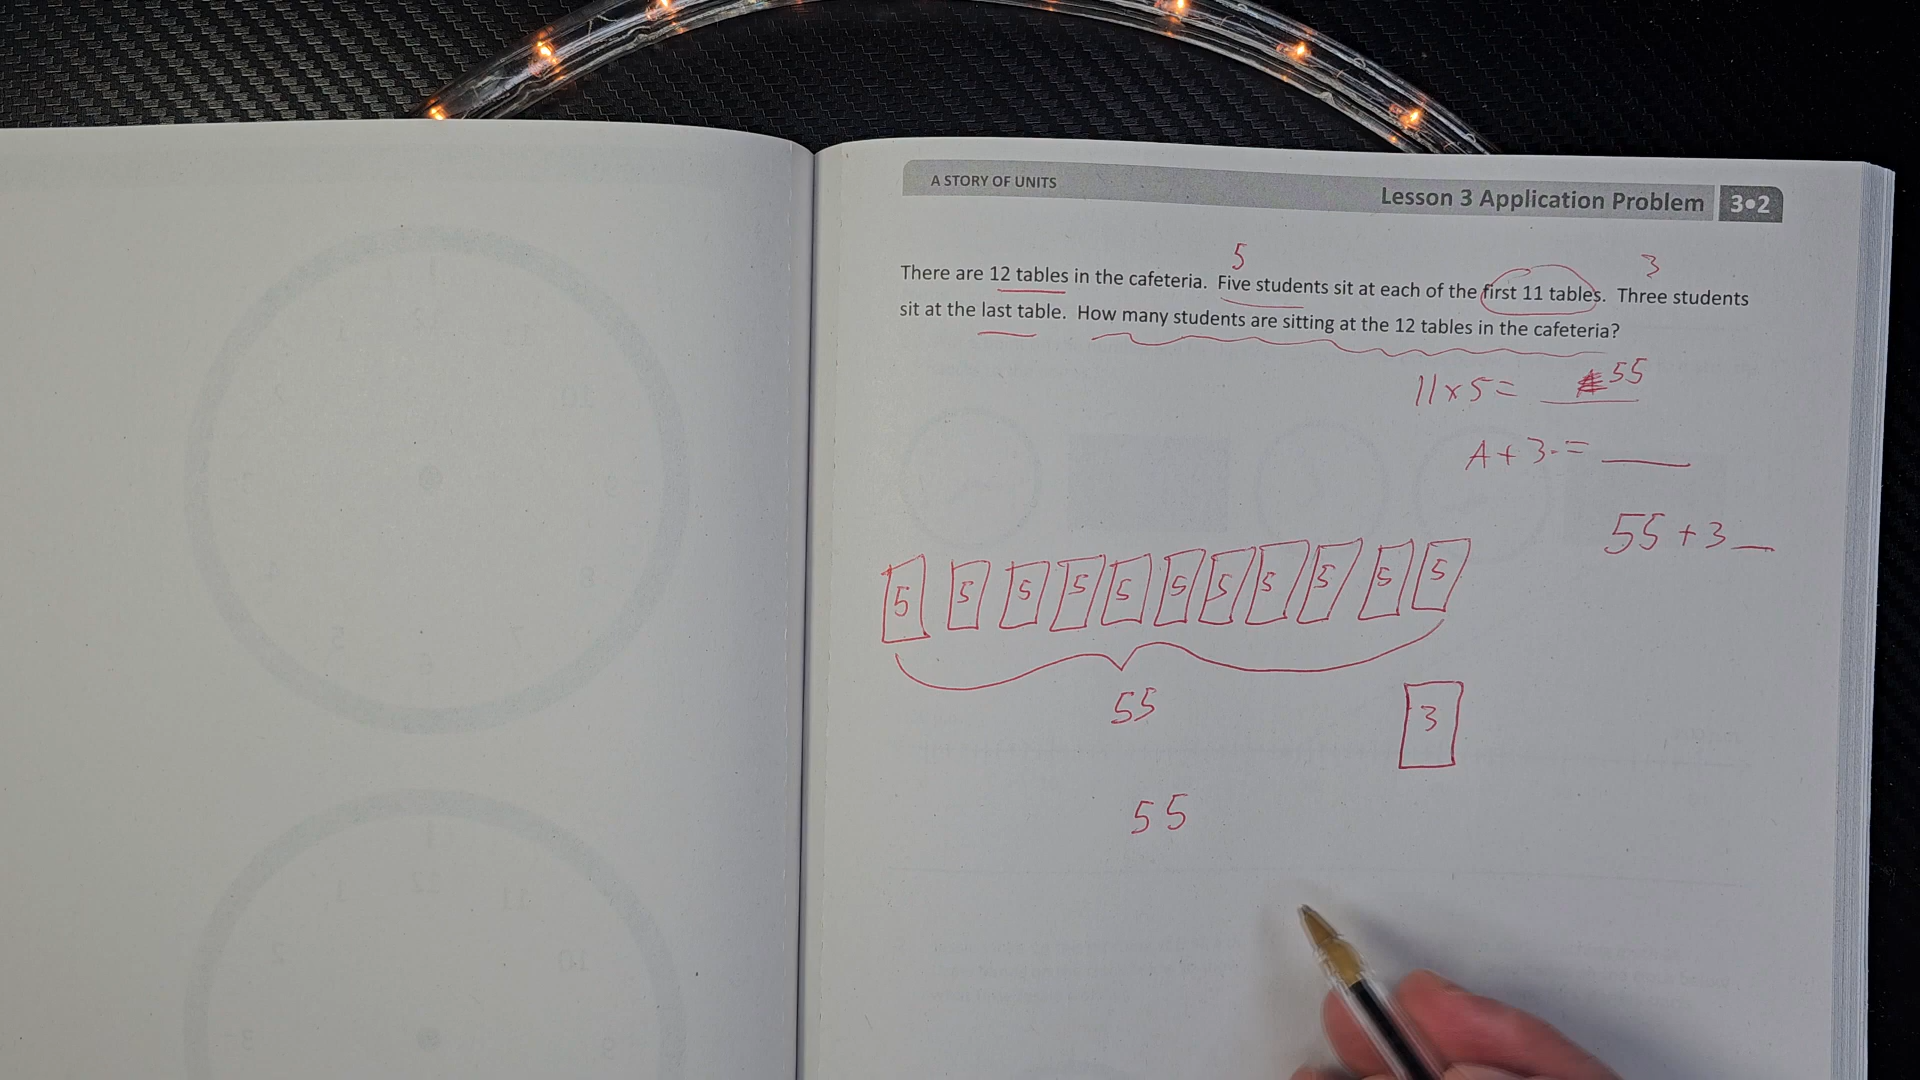 A STORY OF UNITS
Lesson 3 Application Problem 3•2
5 3
There are 12 tables in the cafeteria. Five students sit at each of the first 11 tables. Three students
sit at the last table. How many students are sitting at the 12 tables in the cafeteria?
11 x 5 = 55
A + 3 = __
55 + 3 __
5 5 5 5 5 5 5 5 5 5 5
55
3
55